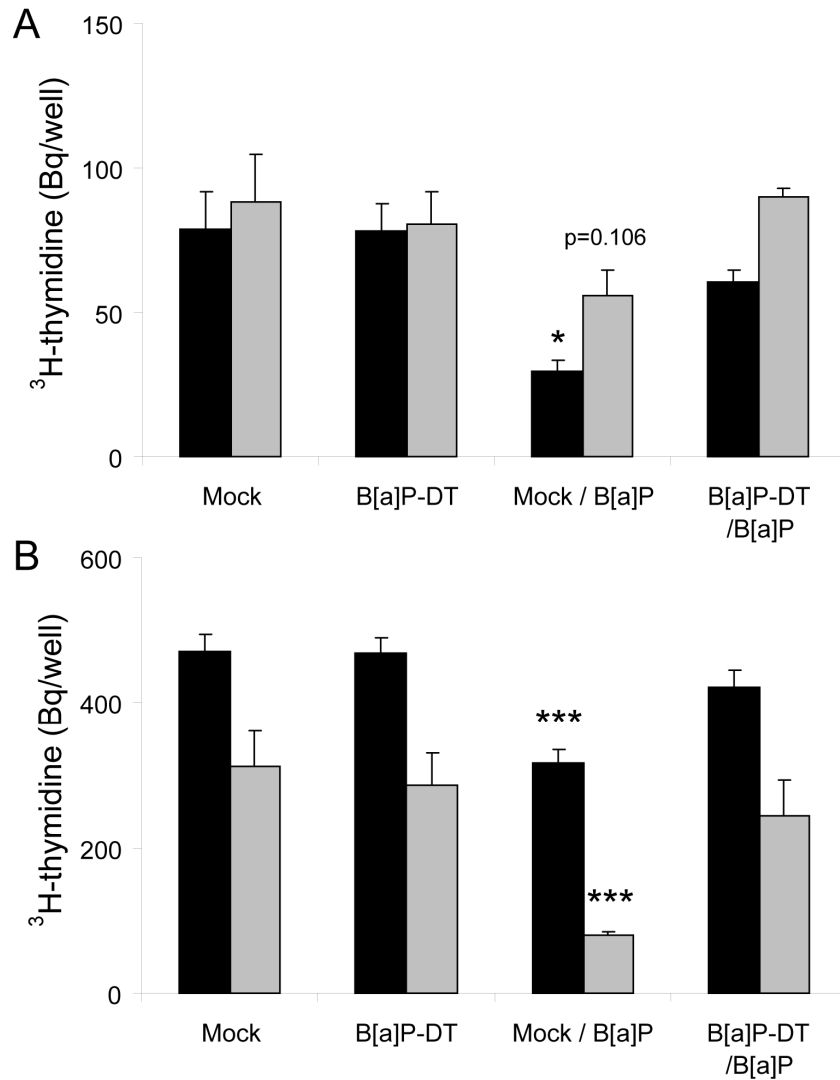 A
150
100
50
0
³H-thymidine (Bq/well)
p=0.106
*
Mock
B[a]P-DT
Mock / B[a]P
B[a]P-DT
/B[a]P
B
600
400
200
0
³H-thymidine (Bq/well)
***
***
Mock
B[a]P-DT
Mock / B[a]P
B[a]P-DT
/B[a]P